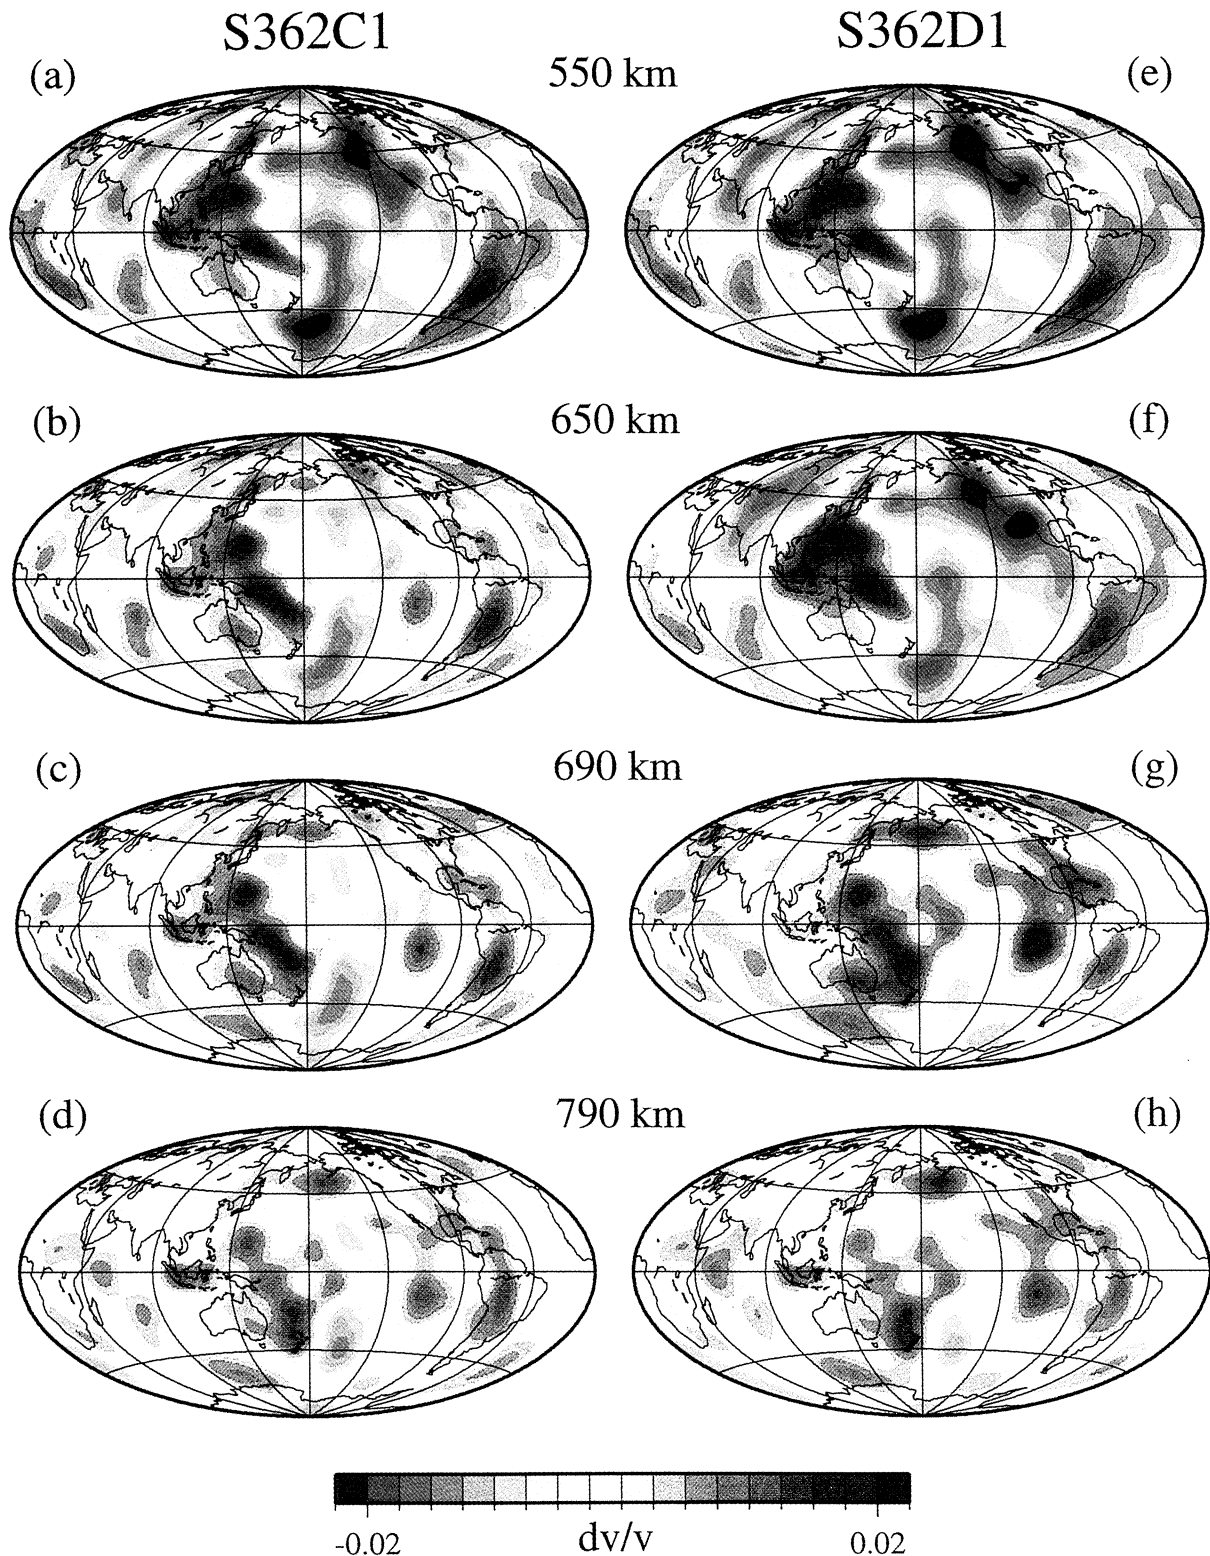 S362C1 S362D1
(a) 550 km (e)
(b) 650 km (f)
(c) 690 km (g)
(d) 790 km (h)
-0.02 dv/v 0.02